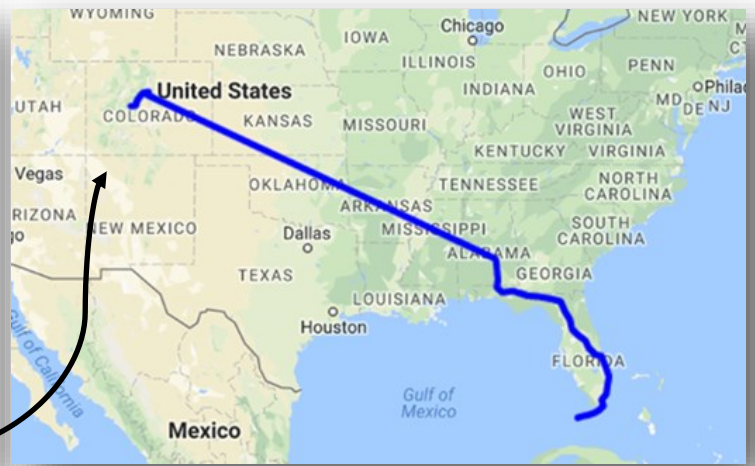 WYOMING
NEW YORK
Chicago
IOWA
NEBRASKA
ILLINOIS
OHIO
PENN
United States
INDIANA
MD
DE
NJ
UTAH
COLORADO
KANSAS
MISSOURI
WEST
VIRGINIA
KENTUCKY
VIRGINIA
Vegas
OKLAHOMA
TENNESSEE
NORTH
CAROLINA
ARKANSAS
NEW MEXICO
Dallas
MISSISSIPPI
SOUTH
CAROLINA
ALABAMA
TEXAS
GEORGIA
LOUISIANA
Houston
Gulf of California
FLORIDA
Gulf of
Mexico
Mexico